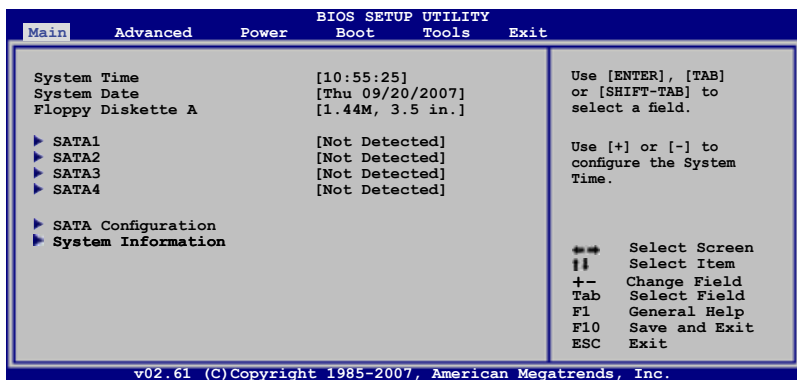 BIOS SETUP UTILITY
Main Advanced Power Boot Tools Exit
System Time [10:55:25]
System Date [Thu 09/20/2007]
Floppy Diskette A [1.44M, 3.5 in.]
SATA1 [Not Detected]
SATA2 [Not Detected]
SATA3 [Not Detected]
SATA4 [Not Detected]
SATA Configuration
System Information
Use [ENTER], [TAB]
or [SHIFT-TAB] to
select a field.
Use [+] or [-] to
configure the System
Time.
Select Screen
Select Item
+- Change Field
Tab Select Field
F1 General Help
F10 Save and Exit
ESC Exit
v02.61 (C)Copyright 1985-2007, American Megatrends, Inc.